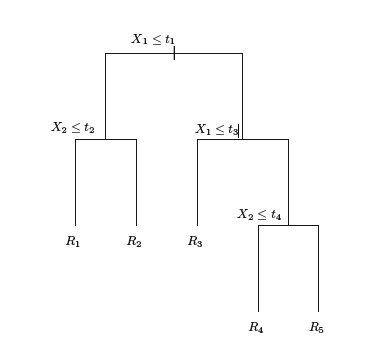 X₁ ≤ t₁
X₂ ≤ t₂
X₁ ≤ t₃
X₂ ≤ t₄
R₁
R₂
R₃
R₄
R₅